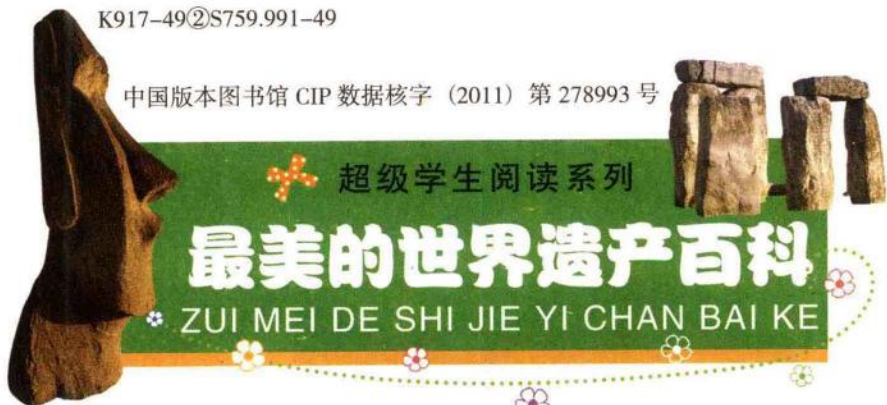 K917-49②S759.991-49
中国版本图书馆 CIP 数据核字（2011）第 278993 号
超级学生阅读系列
最美的世界遗产百科
ZUI MEI DE SHI JIE YI CHAN BAI KE